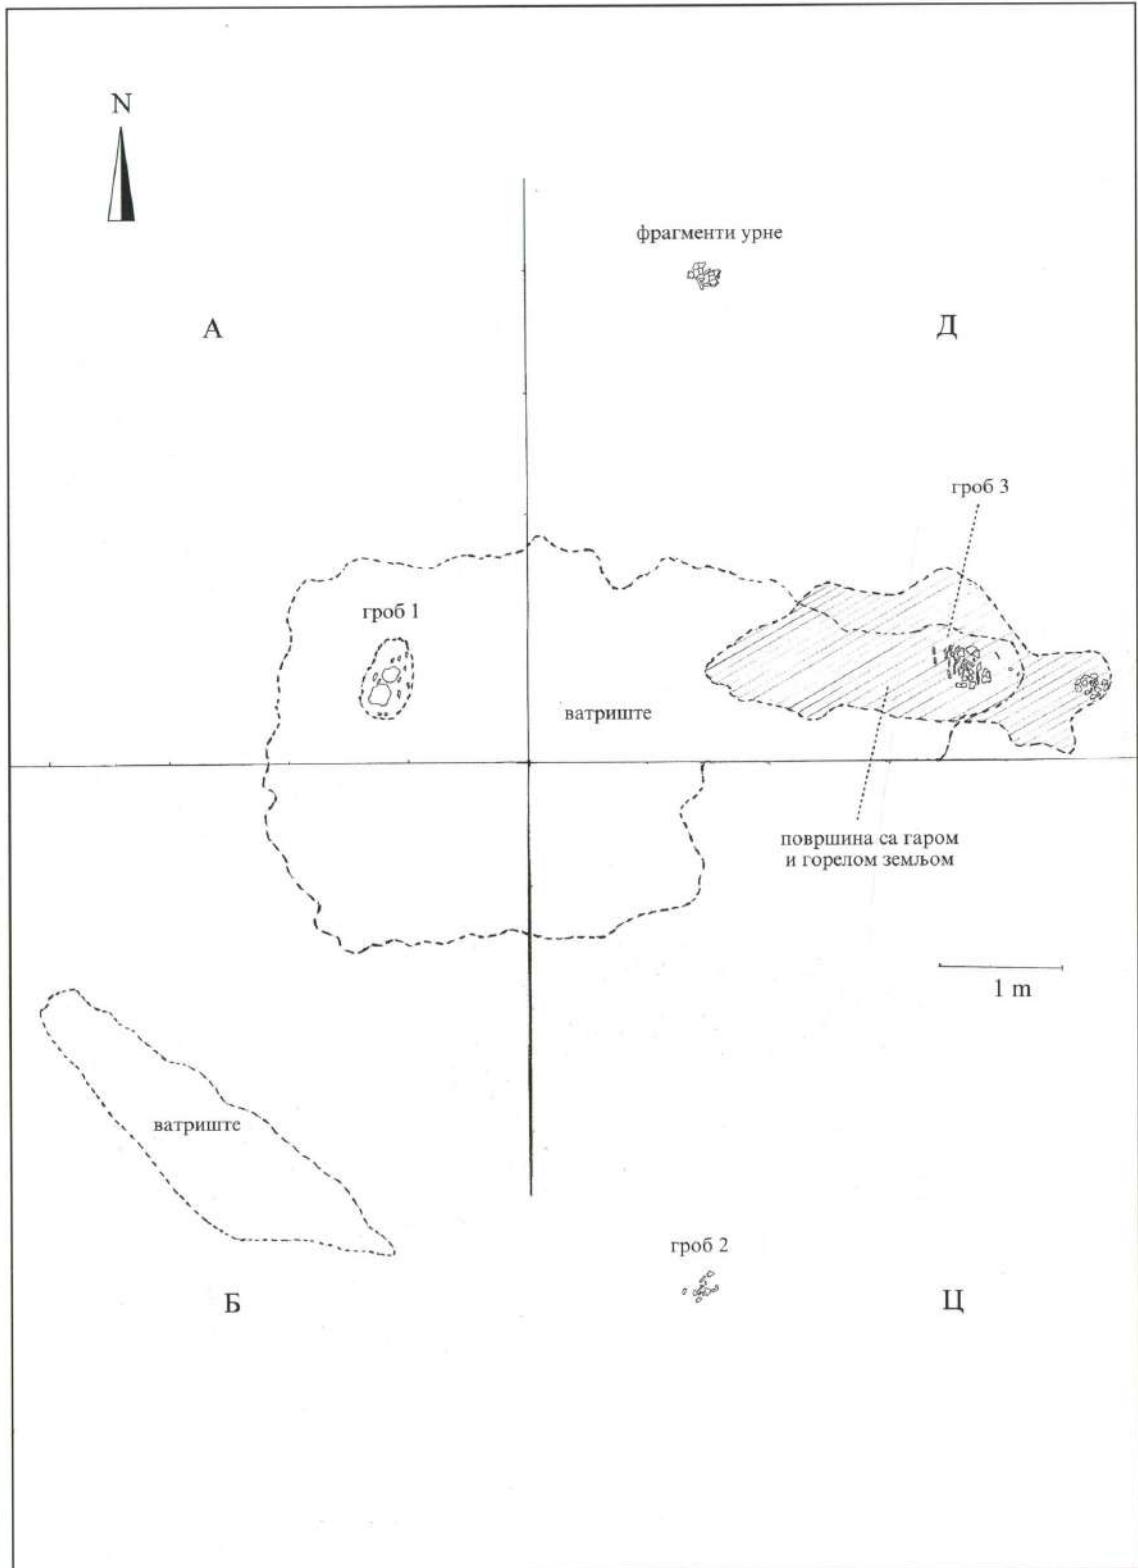 N
фрагменти урне
А
Д
гроб 3
гроб 1
ватриште
површина са гаром
и горелом земљом
1 m
ватриште
гроб 2
Б
Ц